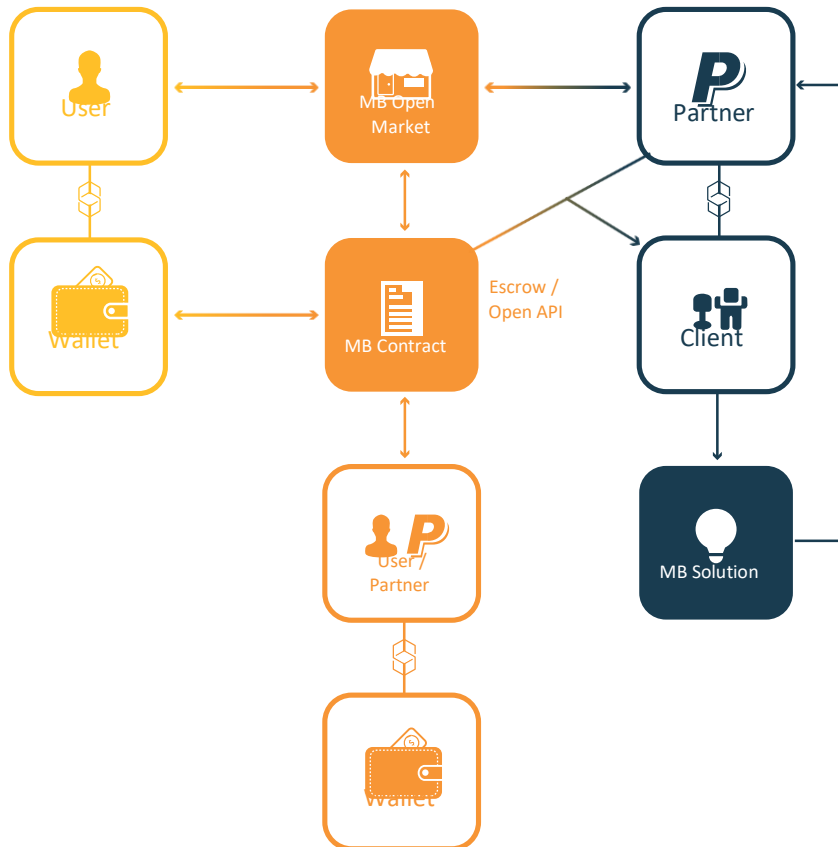 User
MB Open
Market
Partner
Wallet
MB Contract
Escrow /
Open API
Client
User /
Partner
MB Solution
Wallet